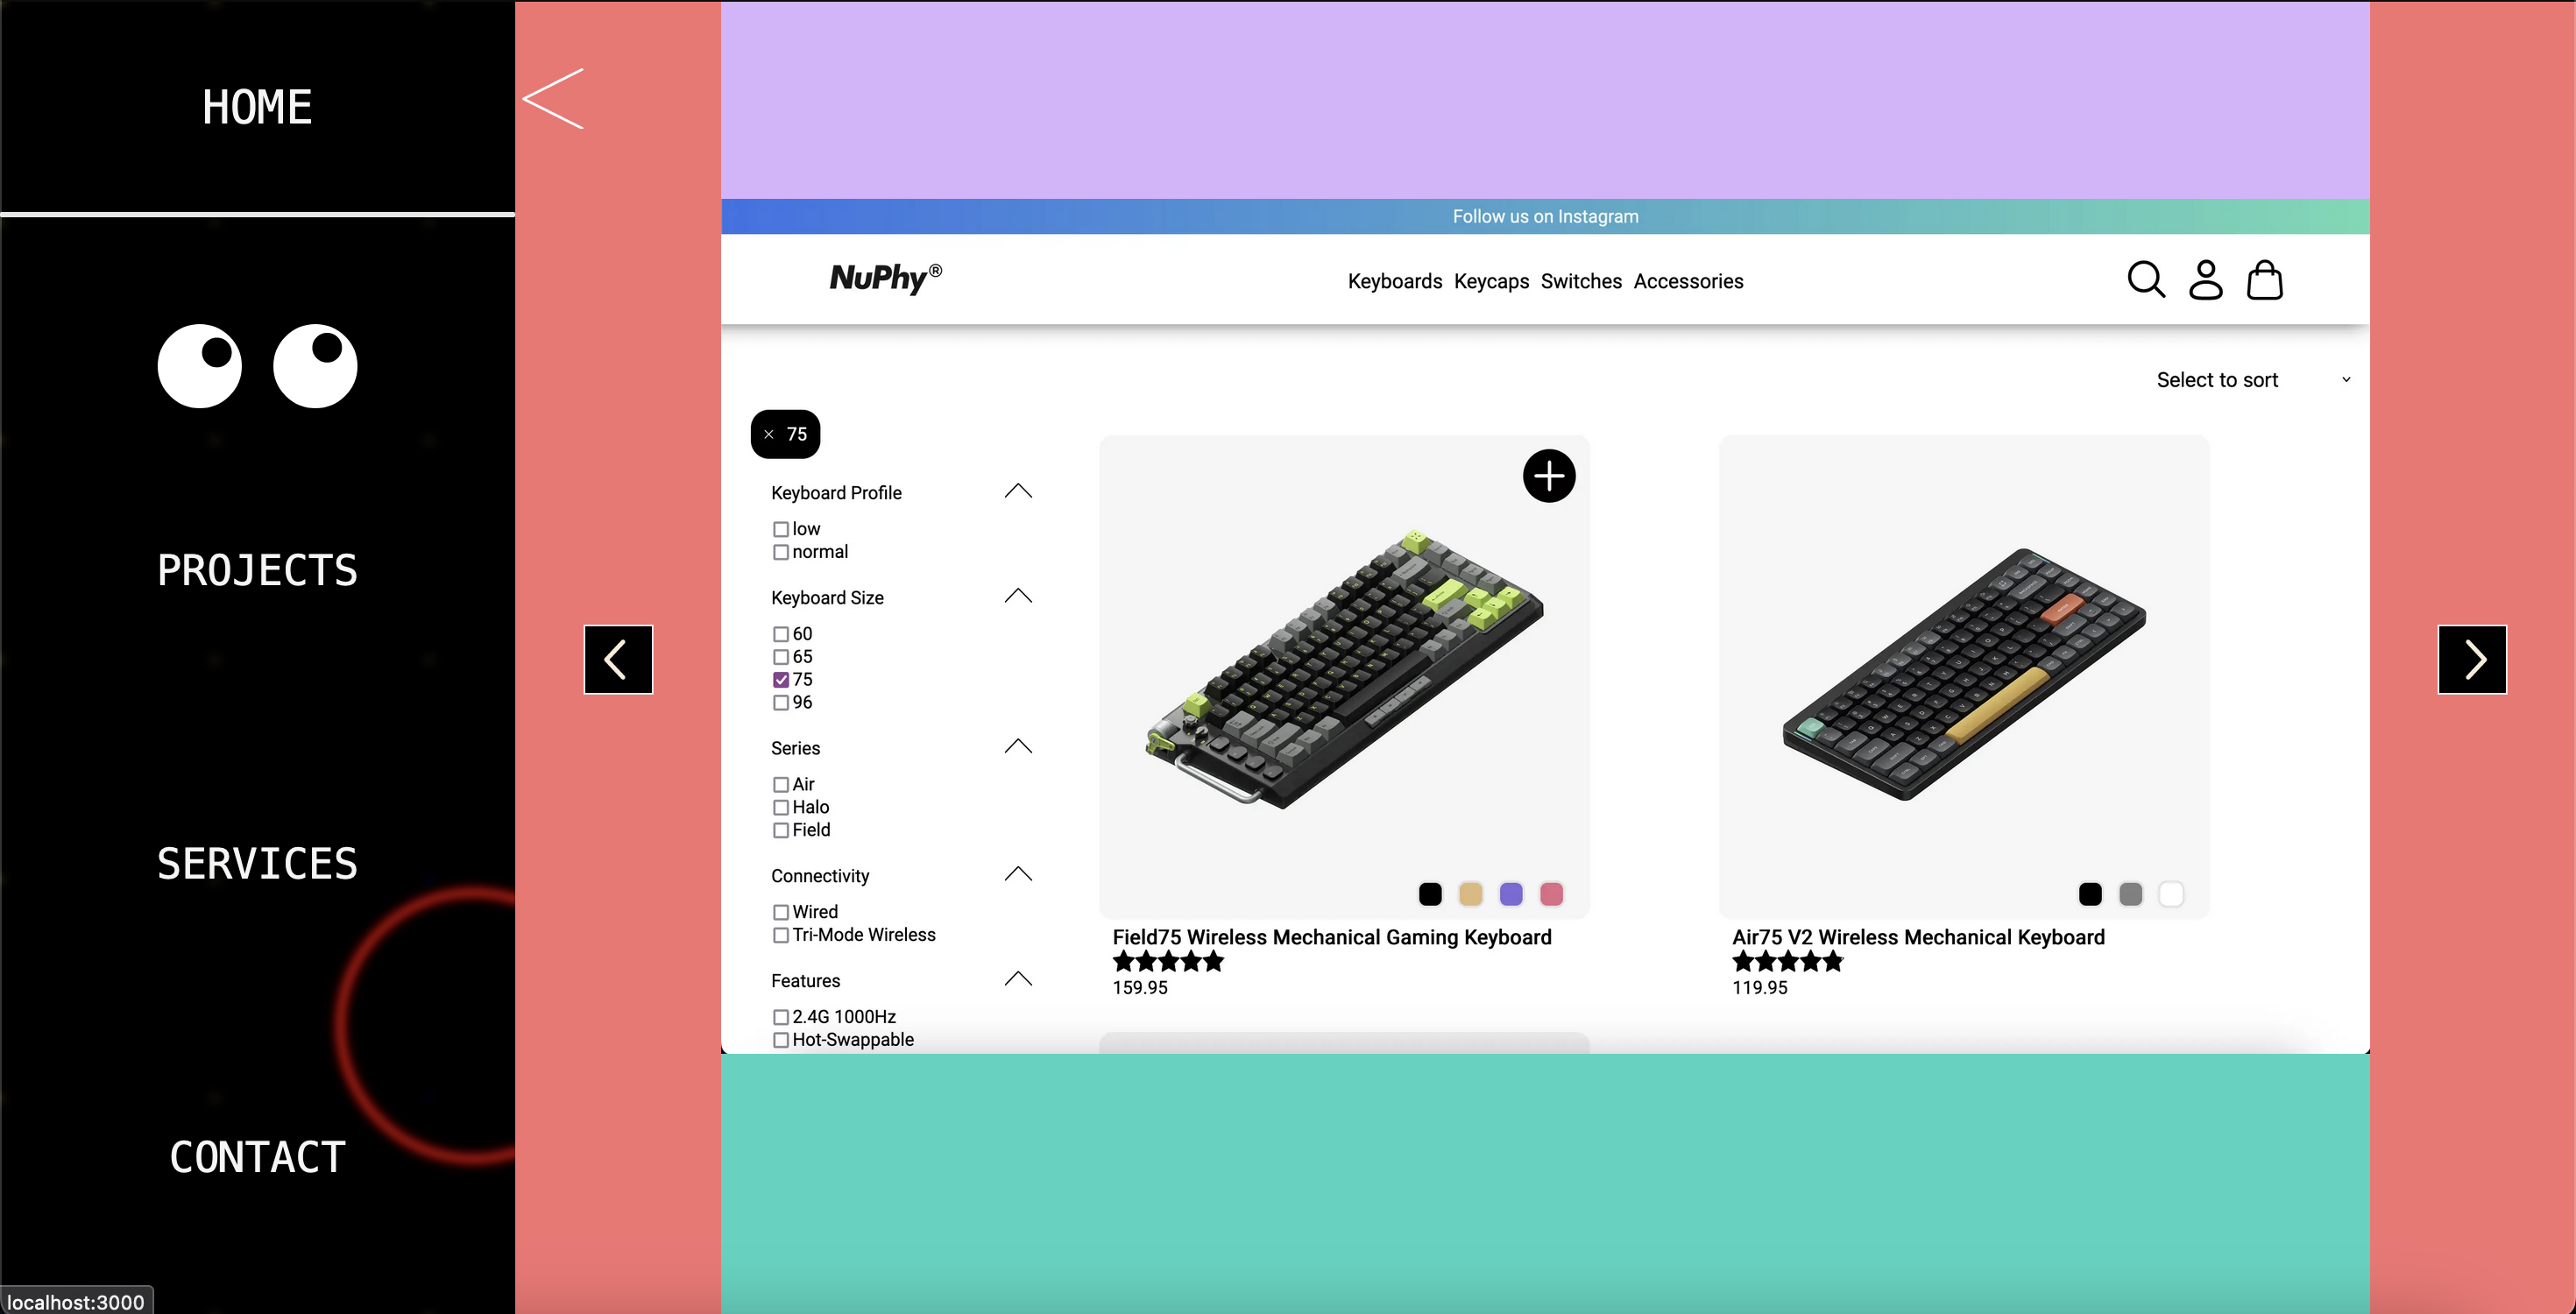 HOME
PROJECTS
SERVICES
CONTACT
localhost:3000
Follow us on Instagram
NuPhy®
Keyboards Keycaps Switches Accessories
Select to sort
× 75
Keyboard Profile
low
normal
Keyboard Size
60
65
75
96
Series
Air
Halo
Field
Connectivity
Wired
Tri-Mode Wireless
Features
2.4G 1000Hz
Hot-Swappable
Field75 Wireless Mechanical Gaming Keyboard
159.95
Air75 V2 Wireless Mechanical Keyboard
119.95